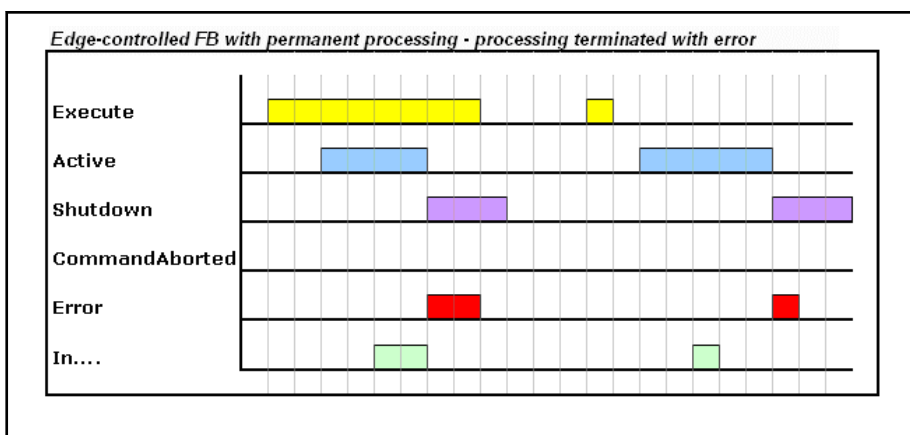 Edge-controlled FB with permanent processing - processing terminated with error
Execute
Active
Shutdown
CommandAborted
Error
In....